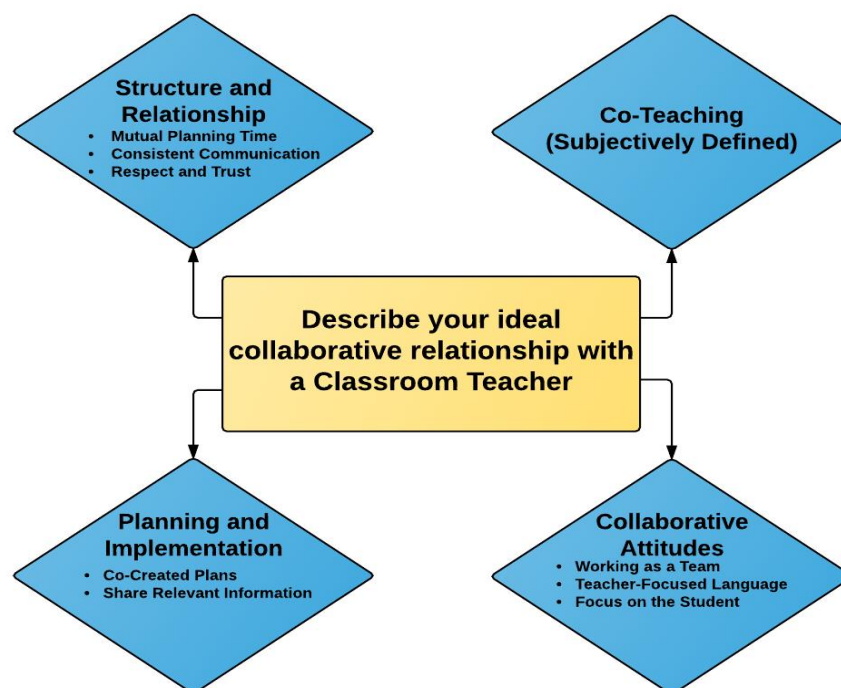 Structure and
Relationship
• Mutual Planning Time
• Consistent Communication
• Respect and Trust
Co-Teaching
(Subjectively Defined)
Describe your ideal
collaborative relationship with
a Classroom Teacher
Planning and
Implementation
• Co-Created Plans
• Share Relevant Information
Collaborative
Attitudes
• Working as a Team
• Teacher-Focused Language
• Focus on the Student